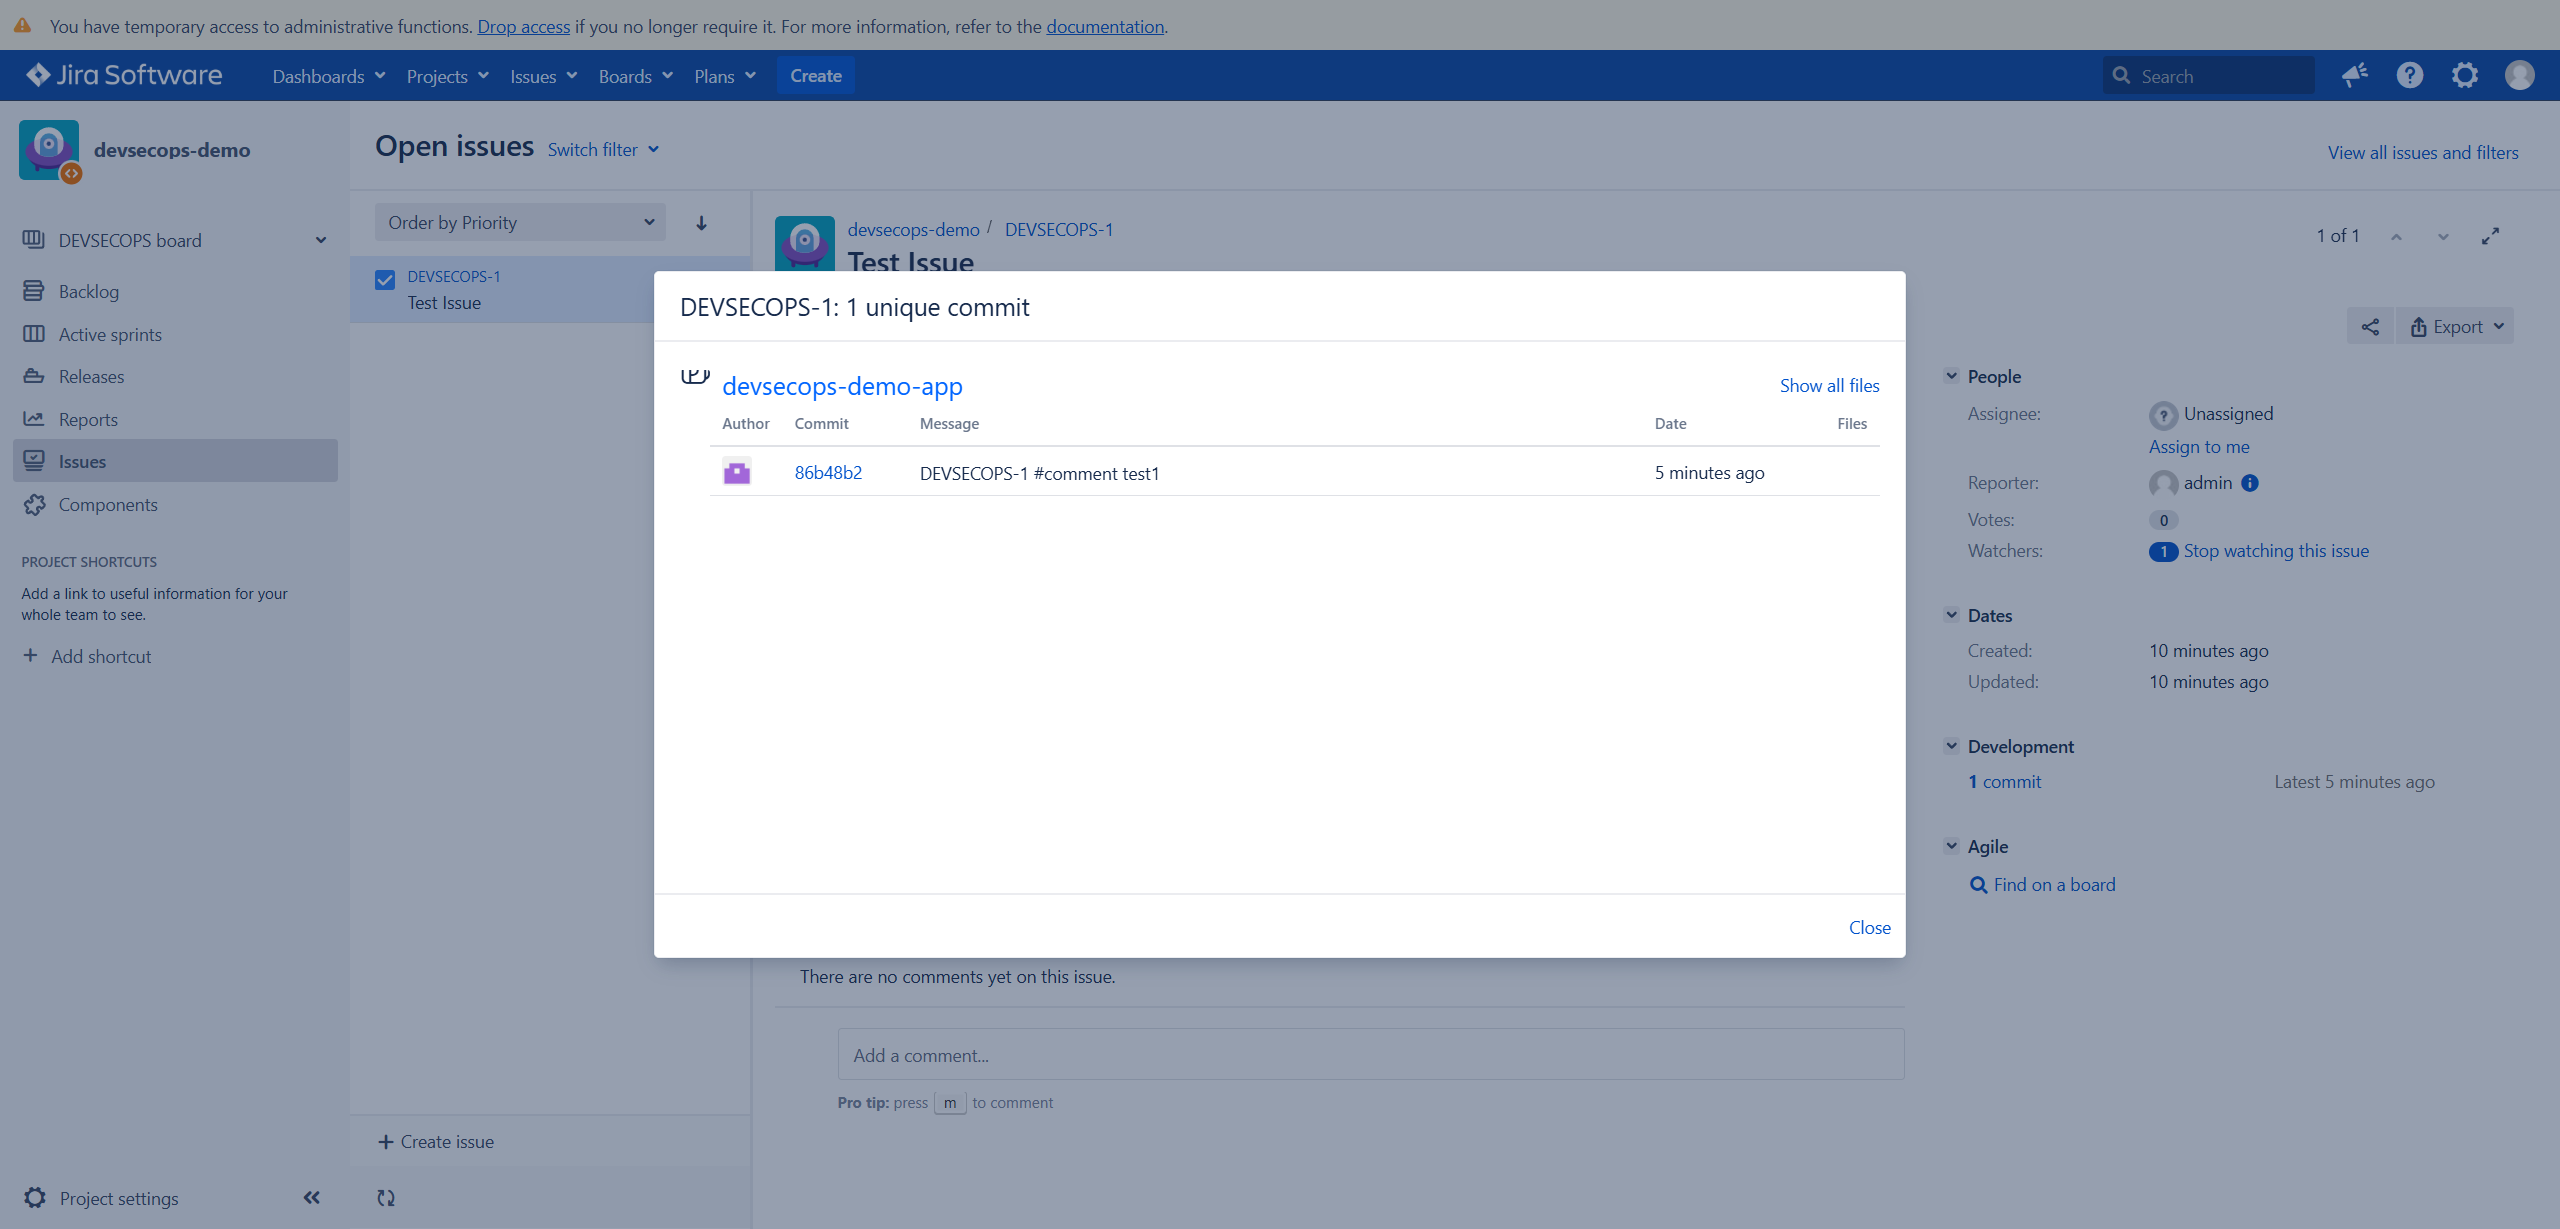 You have temporary access to administrative functions. Drop access if you no longer require it. For more information, refer to the documentation.
Jira Software Dashboards Projects Issues Boards Plans Create Search
devsecops-demo
DEVSECOPS board
Backlog
Active sprints
Releases
Reports
Issues
Components
PROJECT SHORTCUTS
Add a link to useful information for your
whole team to see.
+ Add shortcut
Project settings
Open issues Switch filter
View all issues and filters
Order by Priority
DEVSECOPS-1
Test Issue
+ Create issue
devsecops-demo / DEVSECOPS-1
Test Issue
1 of 1
Export
DEVSECOPS-1: 1 unique commit
devsecops-demo-app
Show all files
Author Commit Message Date Files
86b48b2 DEVSECOPS-1 #comment test1 5 minutes ago
Close
There are no comments yet on this issue.
Add a comment...
Pro tip: press m to comment
People
Assignee: Unassigned
Assign to me
Reporter: admin
Votes: 0
Watchers: 1 Stop watching this issue
Dates
Created: 10 minutes ago
Updated: 10 minutes ago
Development
1 commit Latest 5 minutes ago
Agile
Find on a board